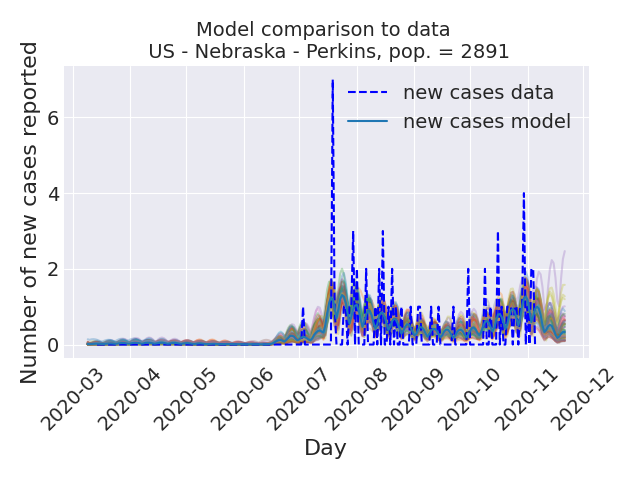 Model comparison to data
US - Nebraska - Perkins, pop. = 2891
Number of new cases reported
6
4
2
0
new cases data
new cases model
2020-03
2020-04
2020-05
2020-06
2020-07
2020-08
2020-09
2020-10
2020-11
2020-12
Day